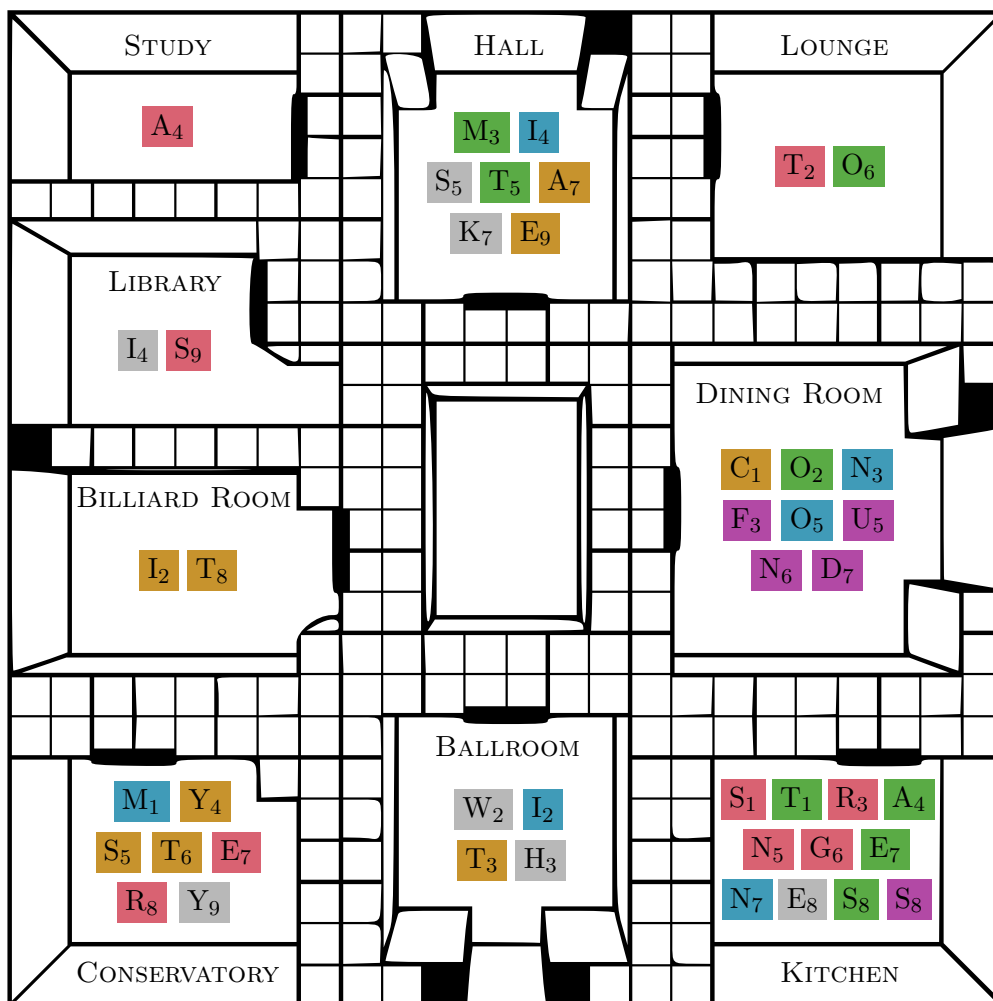 STUDY
A4
HALL
M3 I4
S5 T5 A7
K7 E9
LOUNGE
T2 O6
LIBRARY
I4 S9
DINING ROOM
C1 O2 N3
F3 O5 U5
N6 D7
BILLIARD ROOM
I2 T8
CONSERVATORY
M1 Y4
S5 T6 E7
R8 Y9
BALLROOM
W2 I2
T3 H3
S1 T1 R3 A4
N5 G6 E7
N7 E8 S8 S8
KITCHEN